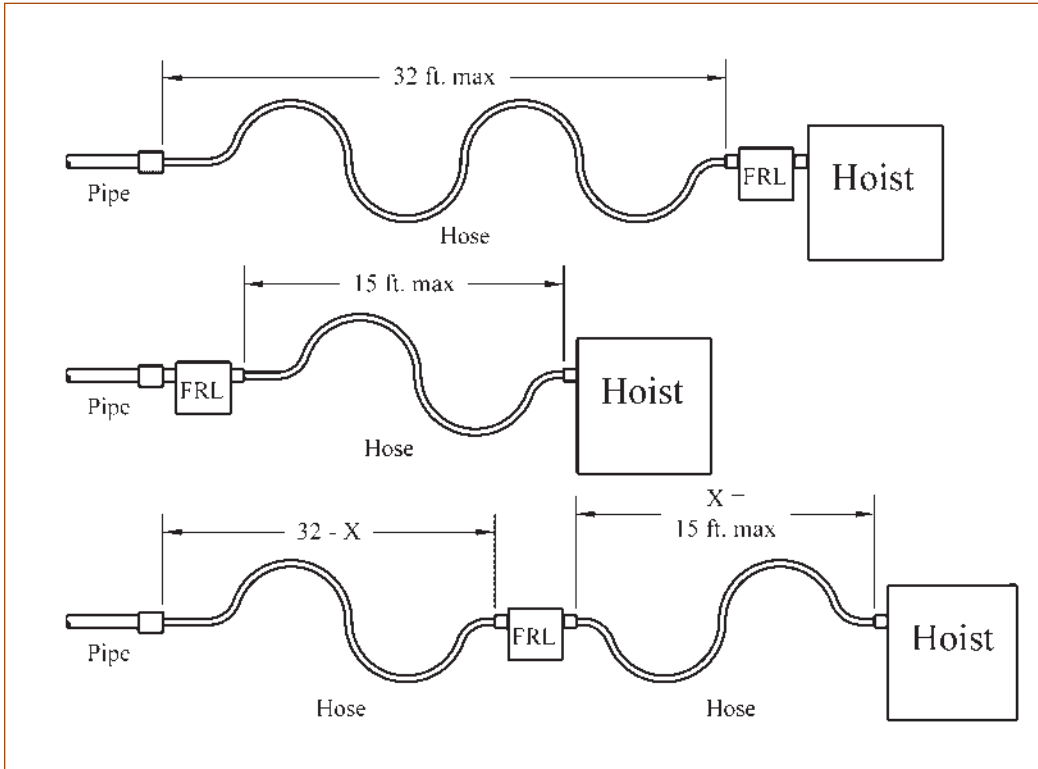 32 ft. max
Pipe
Hose
FRL
Hoist
15 ft. max
Pipe
FRL
Hose
Hoist
32 - X
X =
15 ft. max
Pipe
Hose
FRL
Hose
Hoist